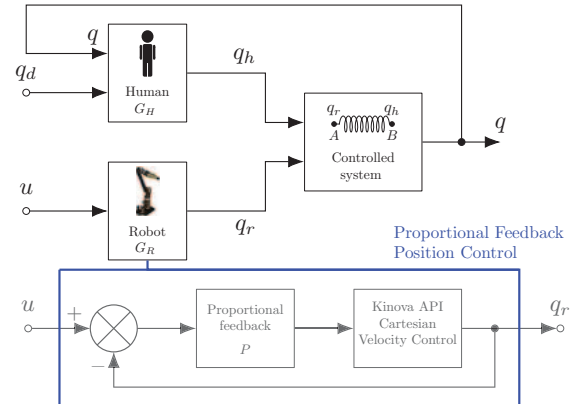 q
q_d
Human
G_H
q_h
q_r q_h
A B
Controlled
system
q
u
Robot
G_R
q_r
Proportional Feedback
Position Control
u
+
−
Proportional
feedback
P
Kinova API
Cartesian
Velocity Control
q_r